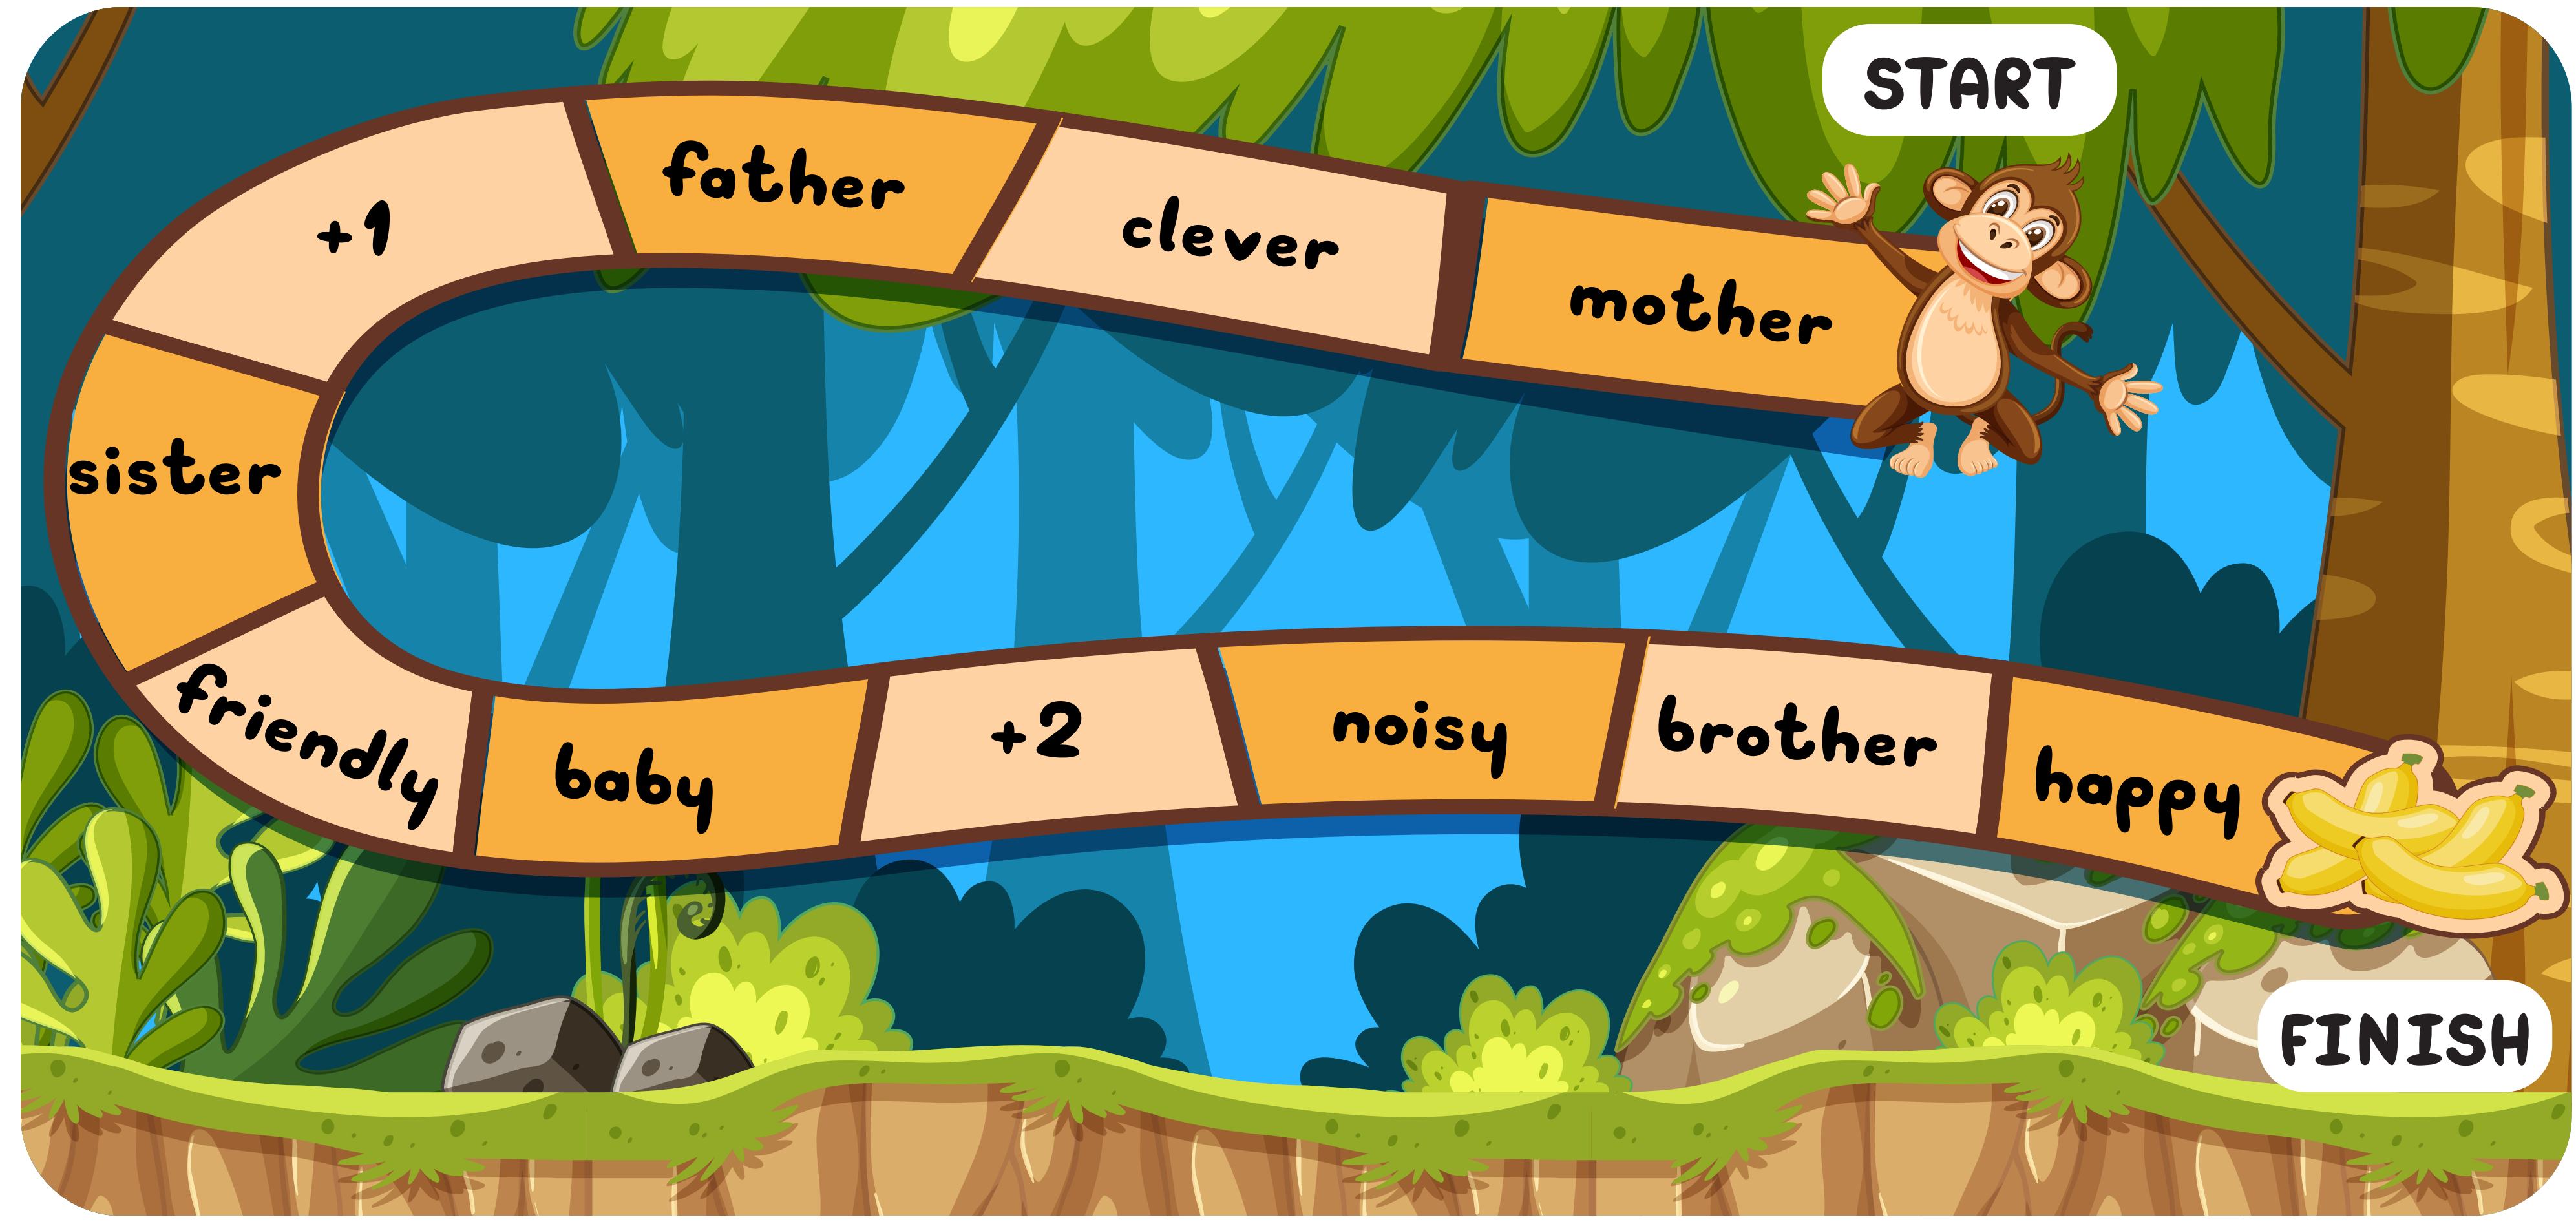 START
mother
clever
father
+1
sister
friendly
baby
+2
noisy
brother
happy
FINISH